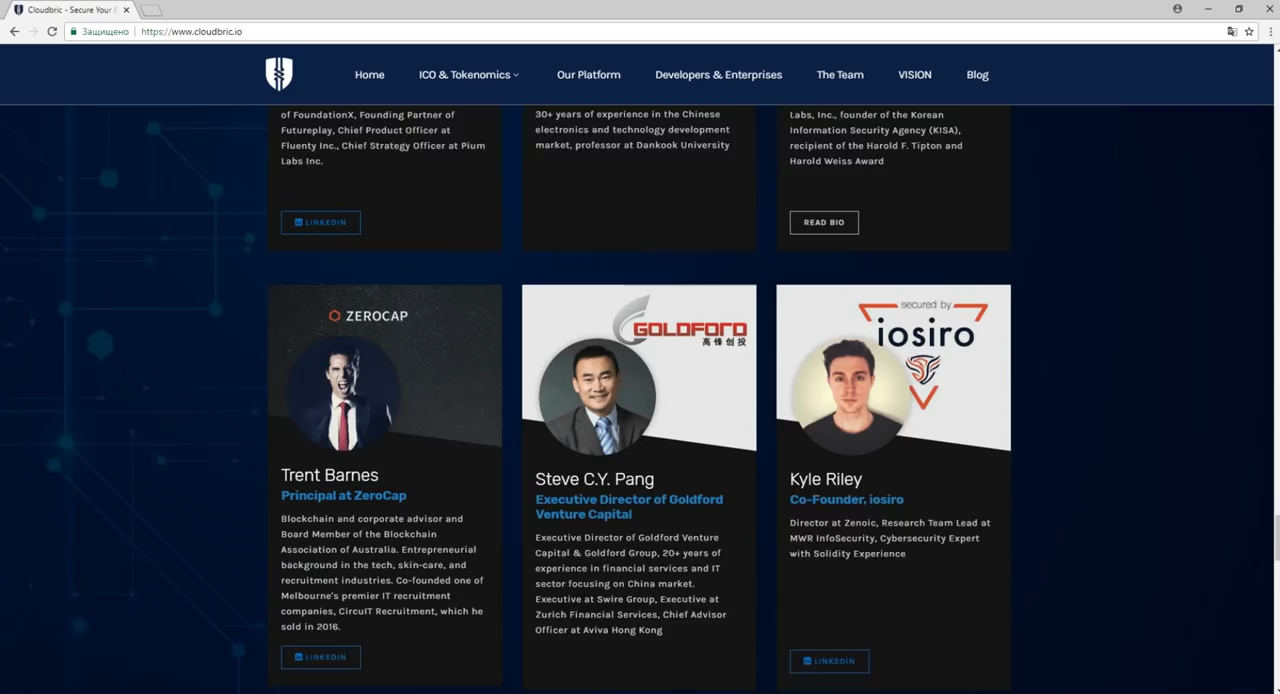 Cloudbric - Secure Your
Защищено
https://www.cloudbric.io
Home
ICO & Tokenomics
Our Platform
Developers & Enterprises
The Team
VISION
Blog
of FoundationX, Founding Partner of
Futureplay, Chief Product Officer at
Fluenty Inc., Chief Strategy Officer at Pium
Labs Inc.
LINKEDIN
30+ years of experience in the Chinese
electronics and technology development
market, professor at Dankook University
Labs, Inc., founder of the Korean
Information Security Agency (KISA),
recipient of the Harold F. Tipton and
Harold Weiss Award
READ BIO
ZEROCAP
Trent Barnes
Principal at ZeroCap
Blockchain and corporate advisor and
Board Member of the Blockchain
Association of Australia. Entrepreneurial
background in the tech, skin-care, and
recruitment industries. Co-founded one of
Melbourne's premier IT recruitment
companies, CircuIT Recruitment, which he
sold in 2016.
LINKEDIN
GOLDFORD
高锋创投
Steve C.Y. Pang
Executive Director of Goldford
Venture Capital
Executive Director of Goldford Venture
Capital & Goldford Group, 20+ years of
experience in financial services and IT
sector focusing on China market.
Executive at Swire Group, Executive at
Zurich Financial Services, Chief Advisor
Officer at Aviva Hong Kong
secured by
iosiro
Kyle Riley
Co-Founder, iosiro
Director at Zenoic, Research Team Lead at
MWR InfoSecurity, Cybersecurity Expert
with Solidity Experience
LINKEDIN